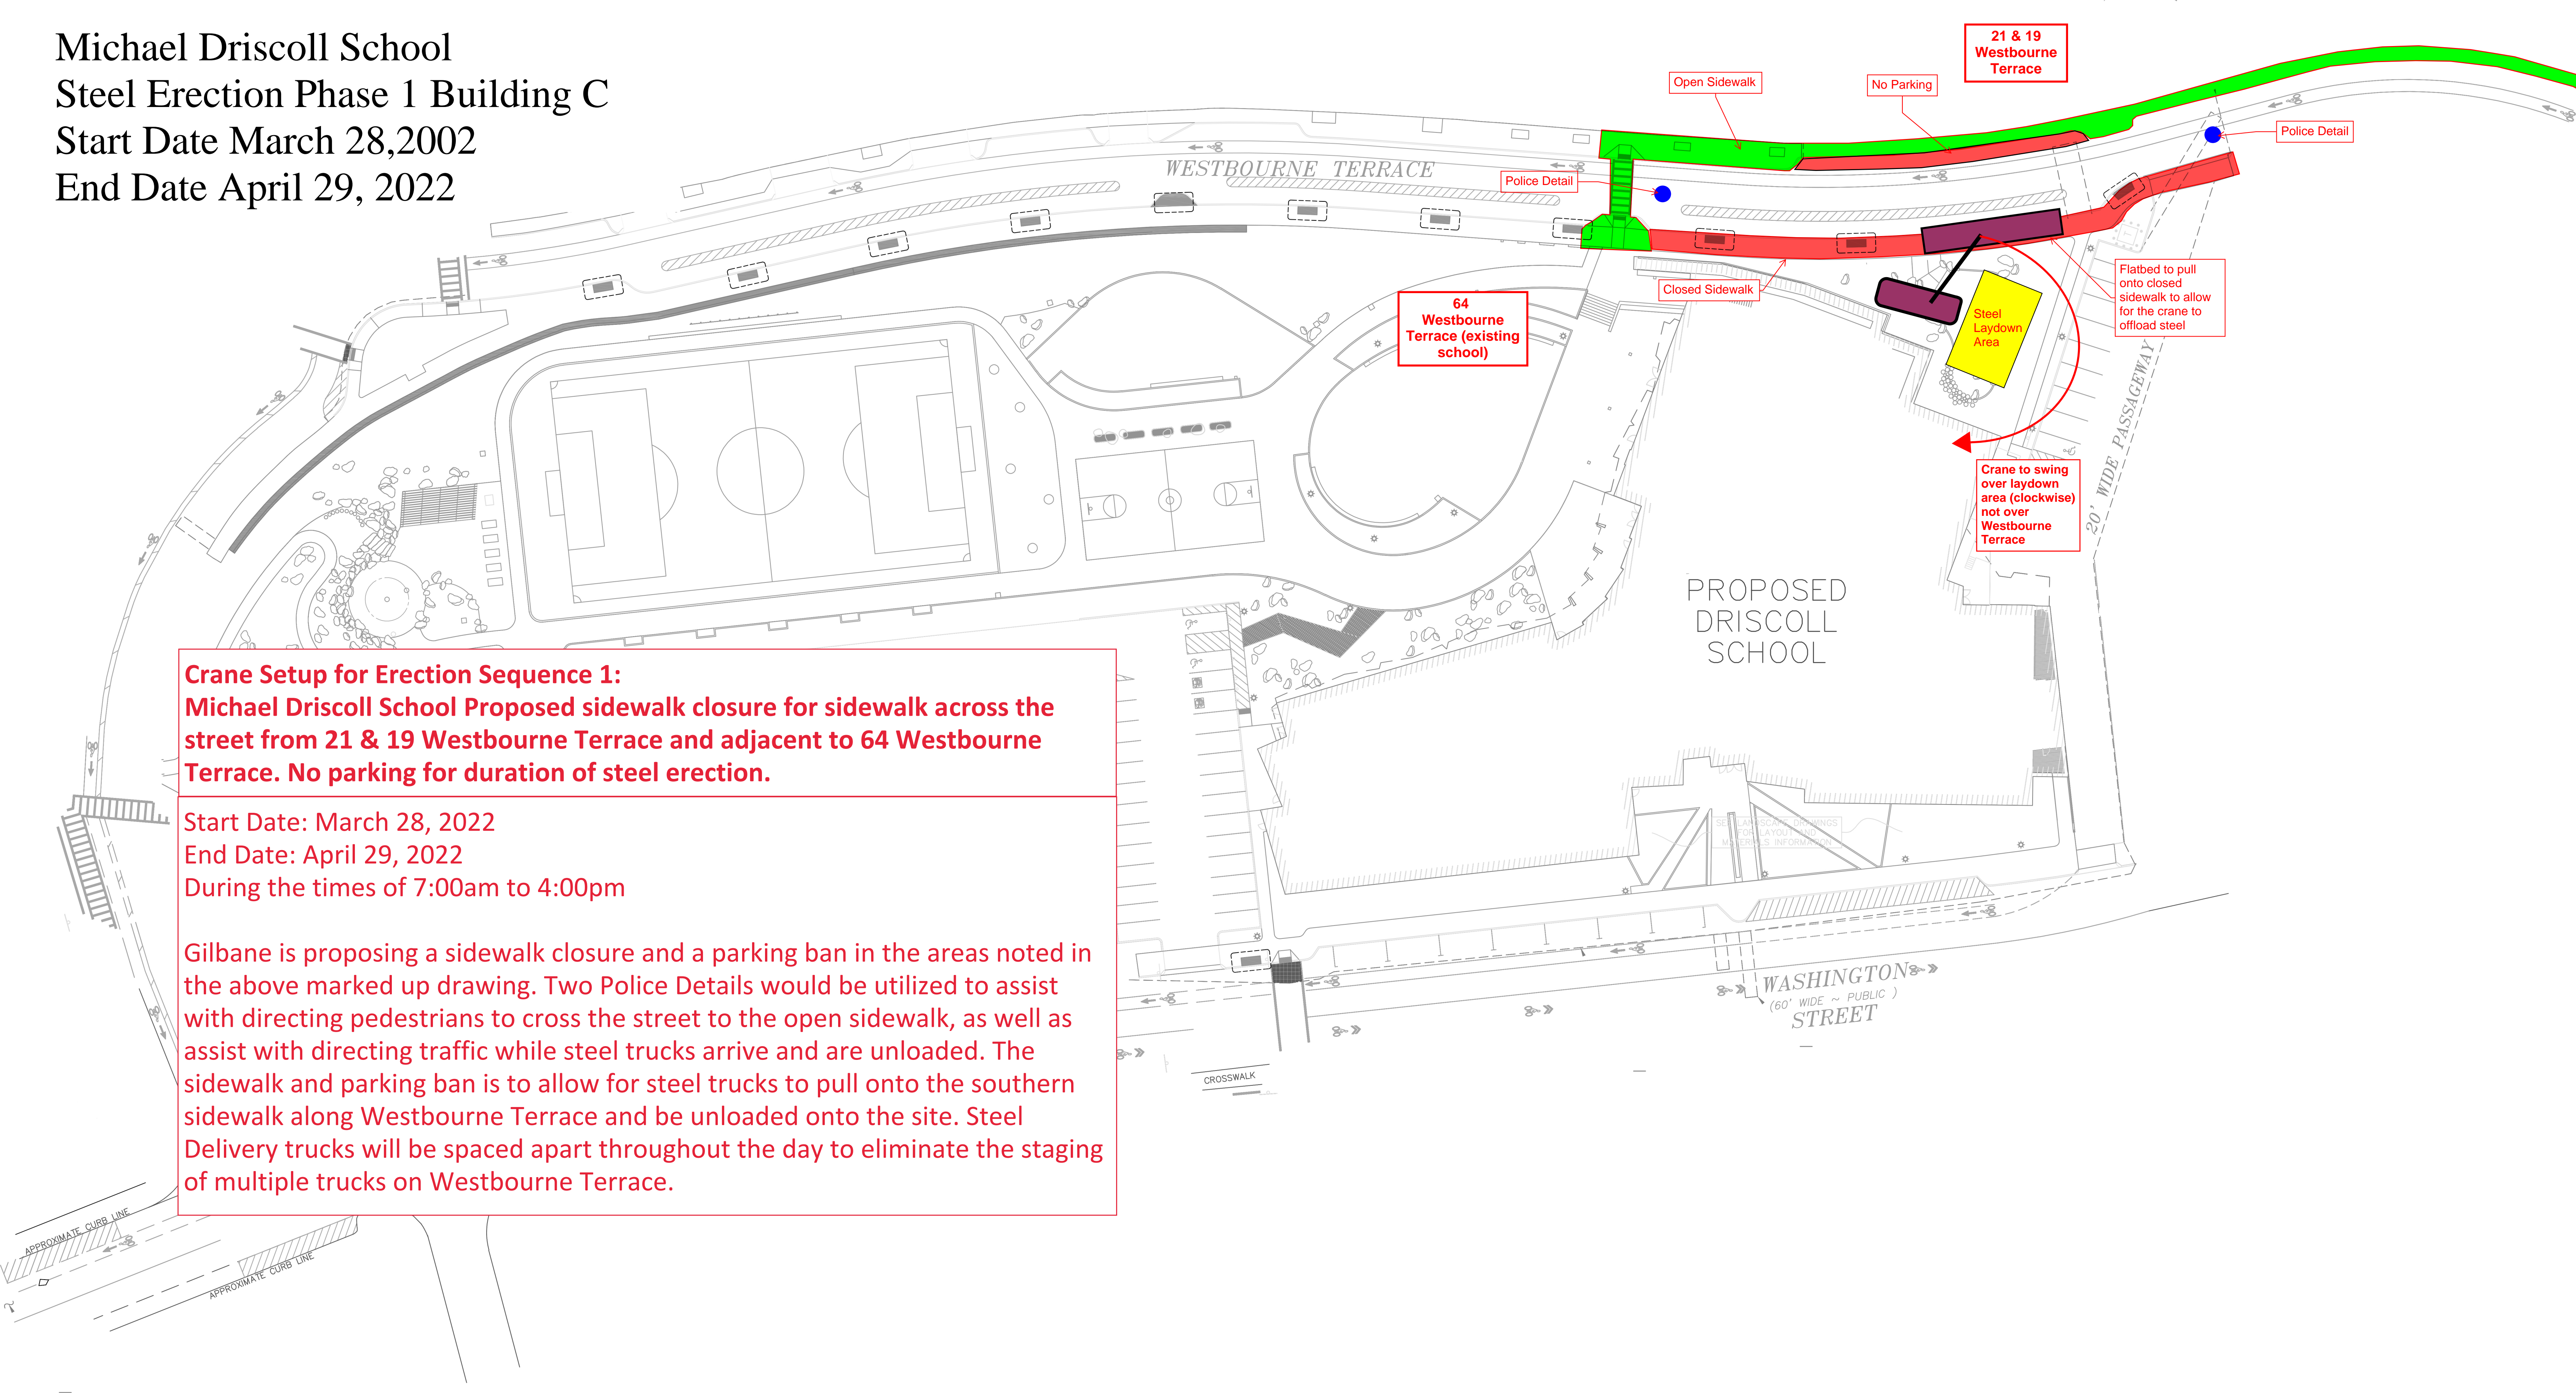 Michael Driscoll School
Steel Erection Phase 1 Building C
Start Date March 28,2002
End Date April 29, 2022
21 & 19
Westbourne
Terrace
Open Sidewalk
No Parking
Police Detail
WESTBOURNE TERRACE
Police Detail
Closed Sidewalk
64
Westbourne
Terrace (existing
school)
Steel
Laydown
Area
Flatbed to pull
onto closed
sidewalk to allow
for the crane to
offload steel
20' WIDE PASSAGEWAY
Crane to swing
over laydown
area (clockwise)
not over
Westbourne
Terrace
PROPOSED
DRISCOLL
SCHOOL
Crane Setup for Erection Sequence 1:
Michael Driscoll School Proposed sidewalk closure for sidewalk across the
street from 21 & 19 Westbourne Terrace and adjacent to 64 Westbourne
Terrace. No parking for duration of steel erection.
Start Date: March 28, 2022
End Date: April 29, 2022
During the times of 7:00am to 4:00pm
Gilbane is proposing a sidewalk closure and a parking ban in the areas noted in
the above marked up drawing. Two Police Details would be utilized to assist
with directing pedestrians to cross the street to the open sidewalk, as well as
assist with directing traffic while steel trucks arrive and are unloaded. The
sidewalk and parking ban is to allow for steel trucks to pull onto the southern
sidewalk along Westbourne Terrace and be unloaded onto the site. Steel
Delivery trucks will be spaced apart throughout the day to eliminate the staging
of multiple trucks on Westbourne Terrace.
SEE LANDSCAPE DRAWINGS
FOR LAYOUT AND
MATERIALS INFORMATION
WASHINGTON
(60' WIDE ~ PUBLIC )
STREET
CROSSWALK
APPROXIMATE CURB LINE
APPROXIMATE CURB LINE